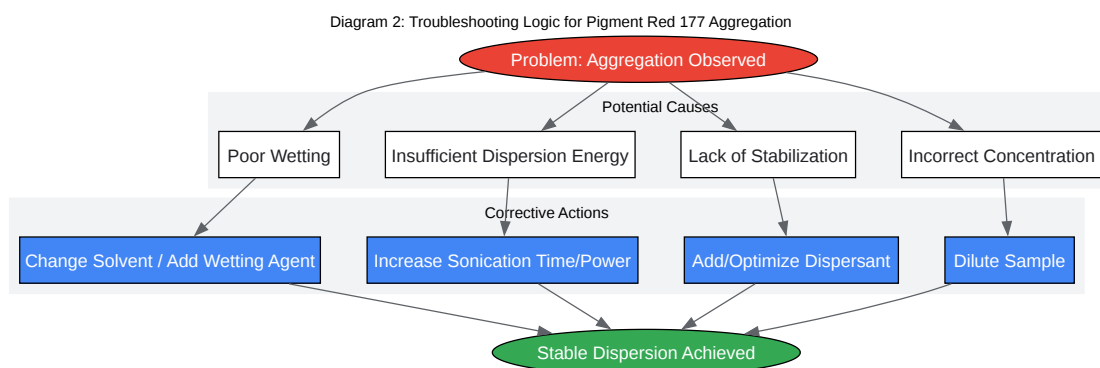 Diagram 2: Troubleshooting Logic for Pigment Red 177 Aggregation
Problem: Aggregation Observed
Potential Causes
Poor Wetting
Insufficient Dispersion Energy
Lack of Stabilization
Incorrect Concentration
Corrective Actions
Change Solvent / Add Wetting Agent
Increase Sonication Time/Power
Add/Optimize Dispersant
Dilute Sample
Stable Dispersion Achieved